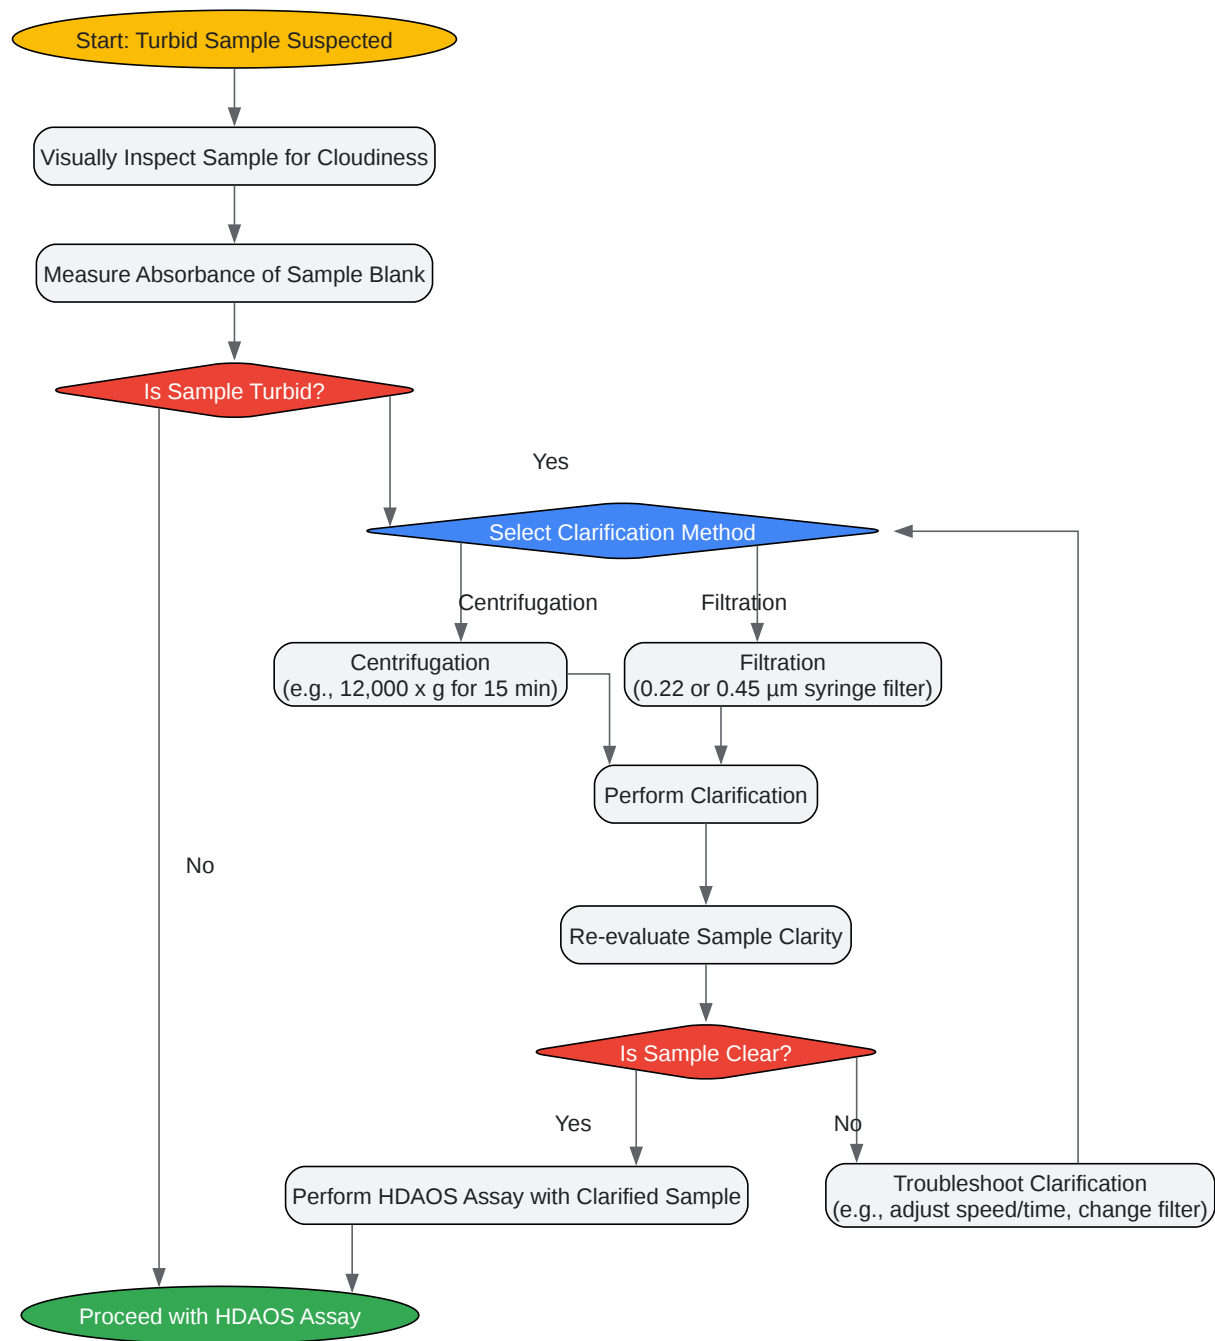 Start: Turbid Sample Suspected
Visually Inspect Sample for Cloudiness
Measure Absorbance of Sample Blank
Is Sample Turbid?
Yes
Select Clarification Method
Centrifugation
Filtration
Centrifugation
(e.g., 12,000 x g for 15 min)
Filtration
(0.22 or 0.45 µm syringe filter)
Perform Clarification
No
Re-evaluate Sample Clarity
Is Sample Clear?
Yes
No
Perform HDAOS Assay with Clarified Sample
Troubleshoot Clarification
(e.g., adjust speed/time, change filter)
Proceed with HDAOS Assay